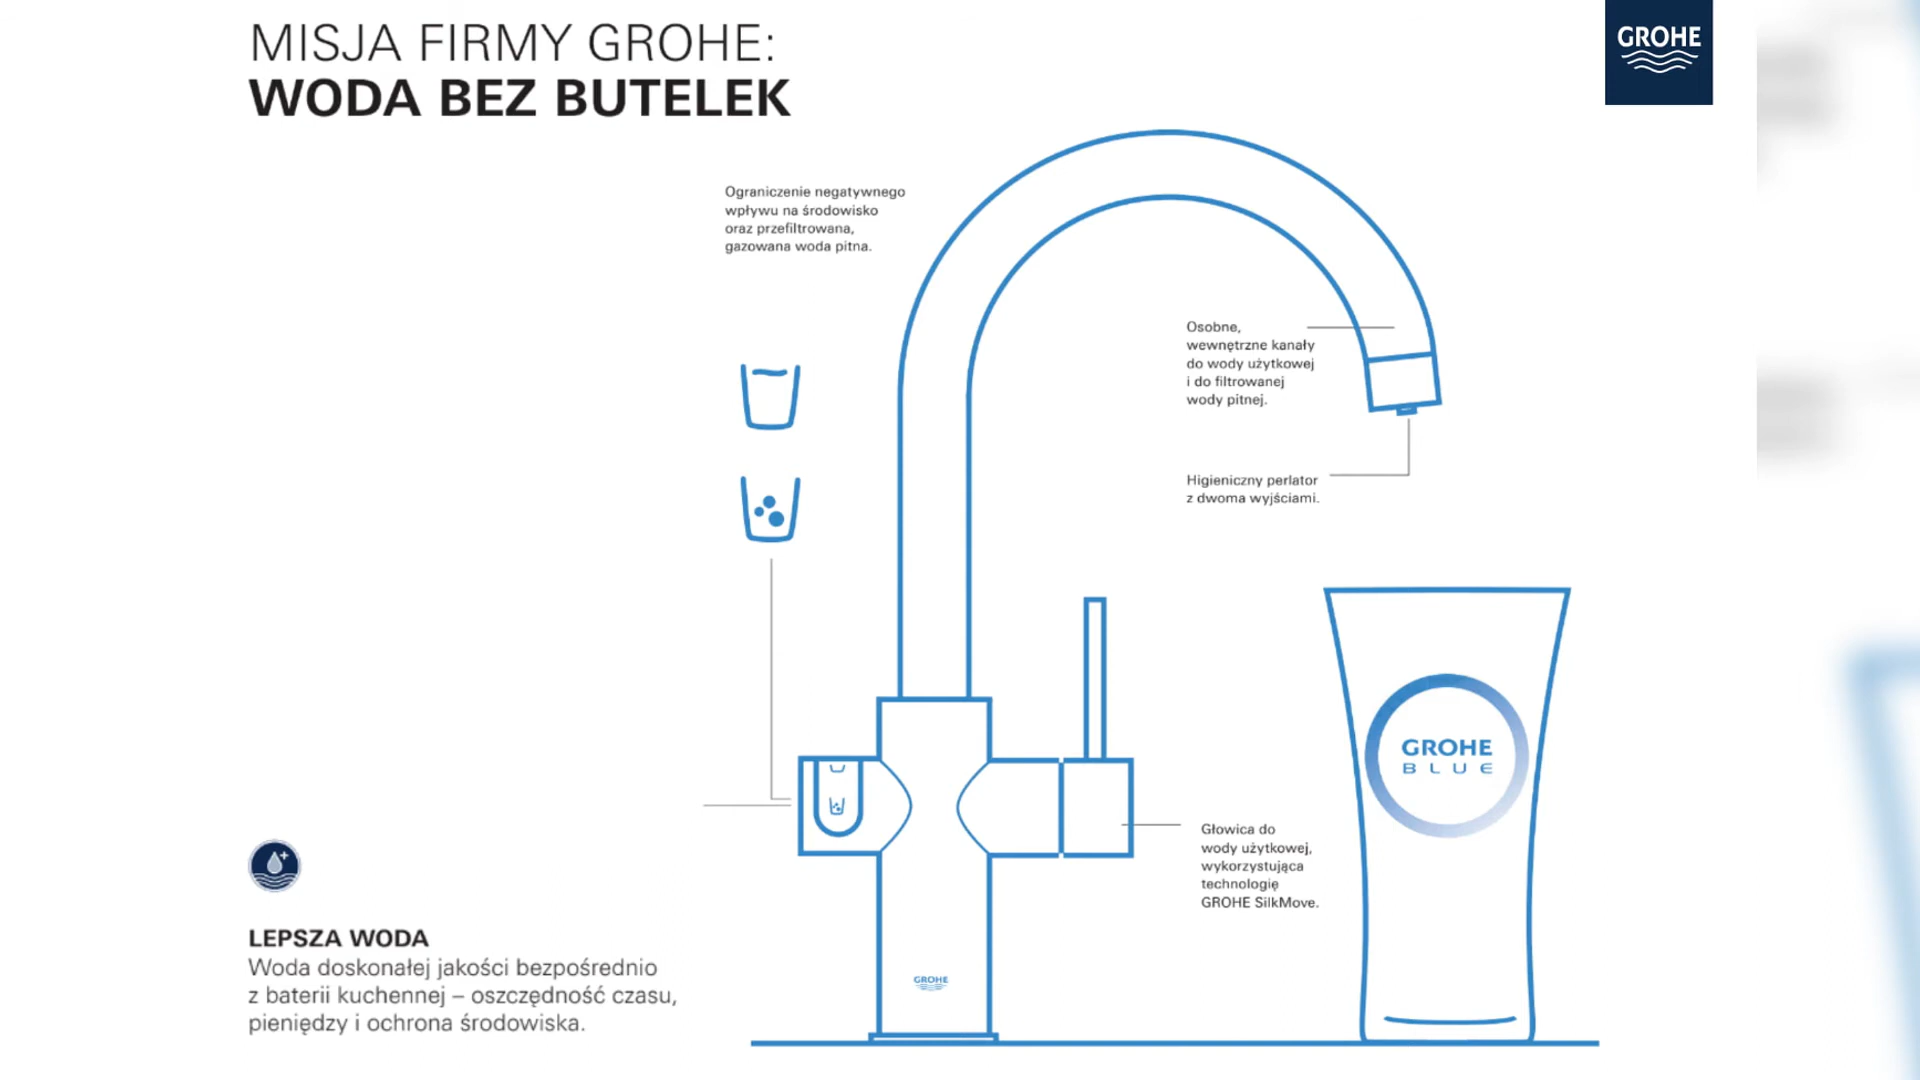 MISJA FIRMY GROHE:
WODA BEZ BUTELEK
GROHE
Ograniczenie negatywnego
wpływu na środowisko
oraz przefiltrowana,
gazowana woda pitna.
Osobne,
wewnętrzne kanały
do wody użytkowej
i do filtrowanej
wody pitnej.
Higieniczny perlator
z dwoma wyjściami.
GROHE
BLUE
Głowica do
wody użytkowej,
wykorzystująca
technologię
GROHE SilkMove.
GROHE
LEPSZA WODA
Woda doskonałej jakości bezpośrednio
z baterii kuchennej – oszczędność czasu,
pieniędzy i ochrona środowiska.